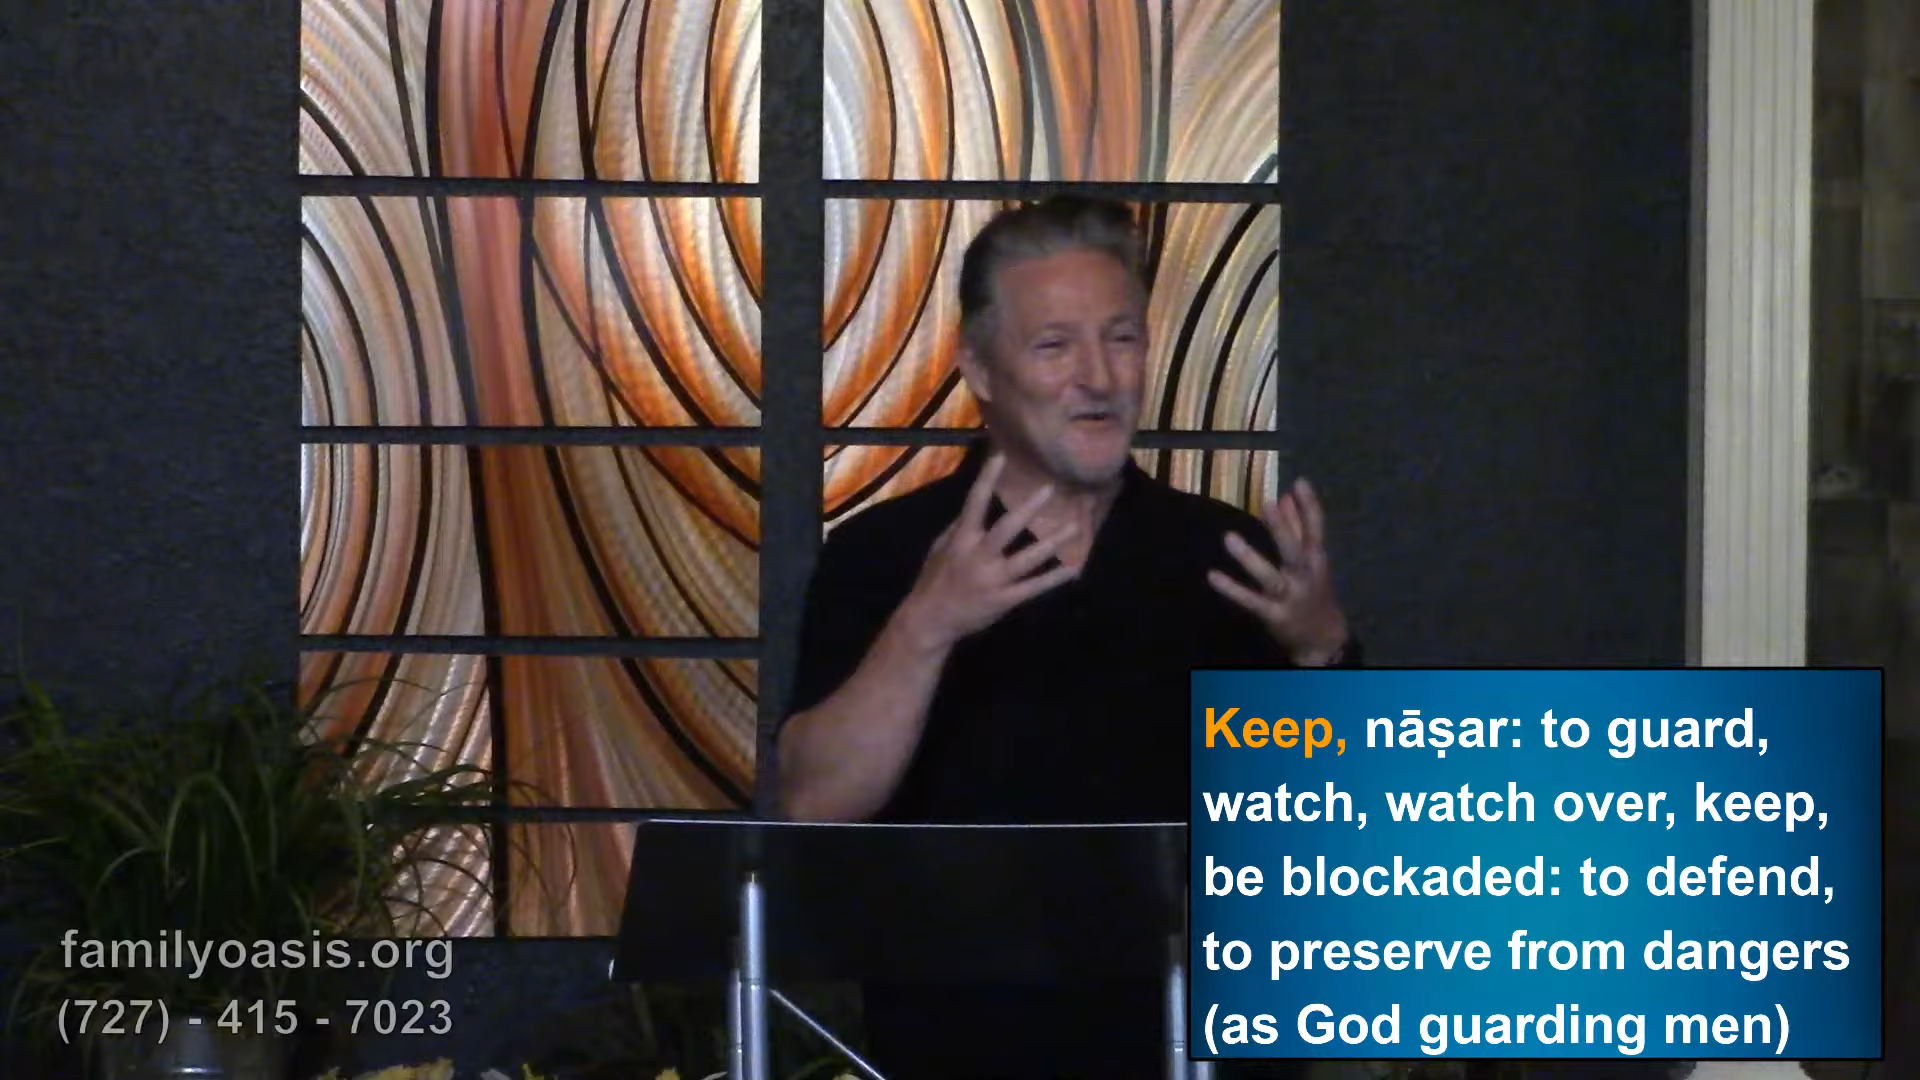 Keep, nāṣar: to guard,
watch, watch over, keep,
be blockaded: to defend,
to preserve from dangers
(as God guarding men)
familyoasis.org
(727) - 415 - 7023